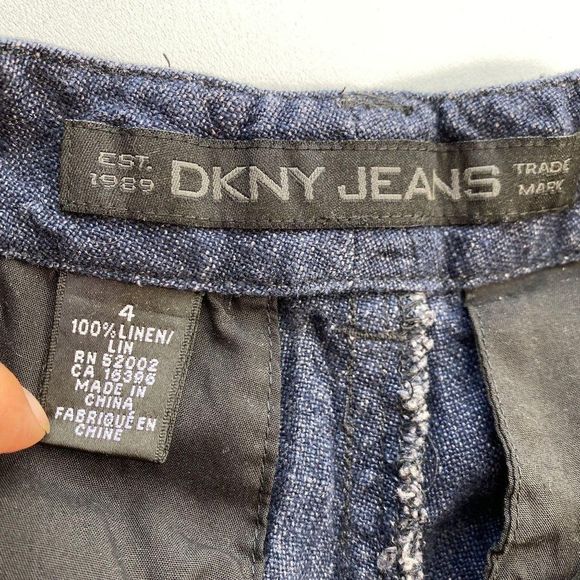 EST. 1989
DKNY JEANS
TRADE MARK
4
100% LINEN/
LIN
RN 52002
CA 16396
MADE IN
CHINA
FABRIQUÉ EN
CHINE